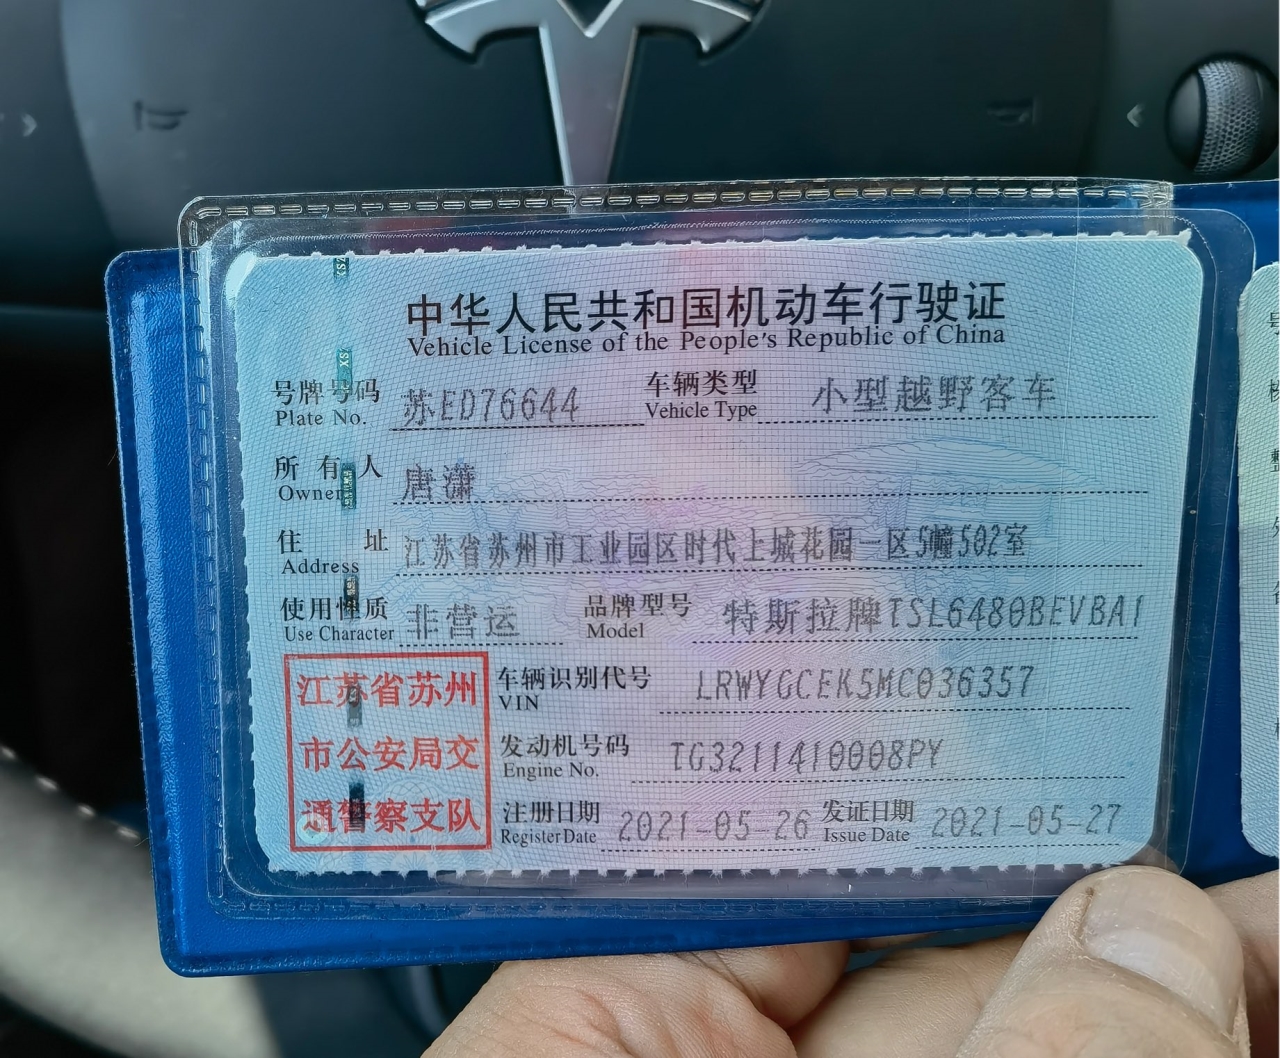 中华人民共和国机动车行驶证
Vehicle License of the People's Republic of China
号牌号码 苏ED76644 车辆类型 小型越野客车
Plate No. Vehicle Type
所有人 唐潇
Owner
住址 江苏省苏州市工业园区时代上城花园一区5幢502室
Address
使用性质 非营运 品牌型号 特斯拉牌TSL6480BEVBA1
Use Character Model
江苏省苏州 车辆识别代号 LRWYGCEK5MC036357
VIN
市公安局交 发动机号码 TG3211410008PY
Engine No.
通警察支队 注册日期 2021-05-26 发证日期 2021-05-27
Register Date Issue Date